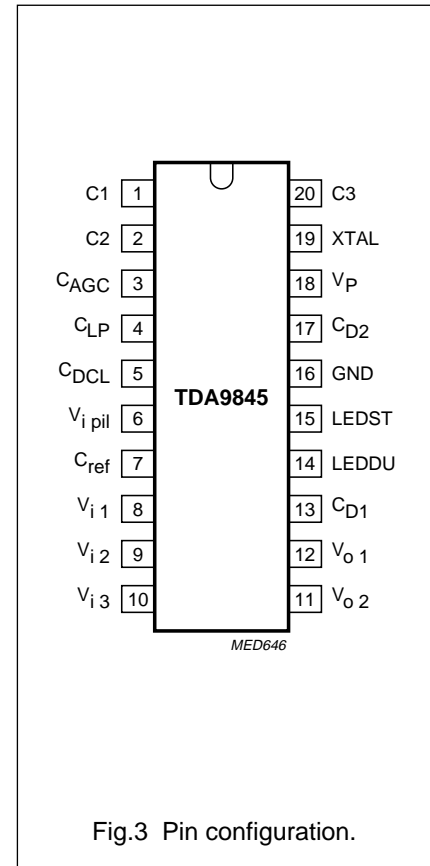 C1 1
C2 2
CAGC 3
CLP 4
CDCL 5
Vi pil 6
Cref 7
Vi 1 8
Vi 2 9
Vi 3 10
TDA9845
20 C3
19 XTAL
18 VP
17 CD2
16 GND
15 LEDST
14 LEDDU
13 CD1
12 Vo 1
11 Vo 2
MED646
Fig.3 Pin configuration.